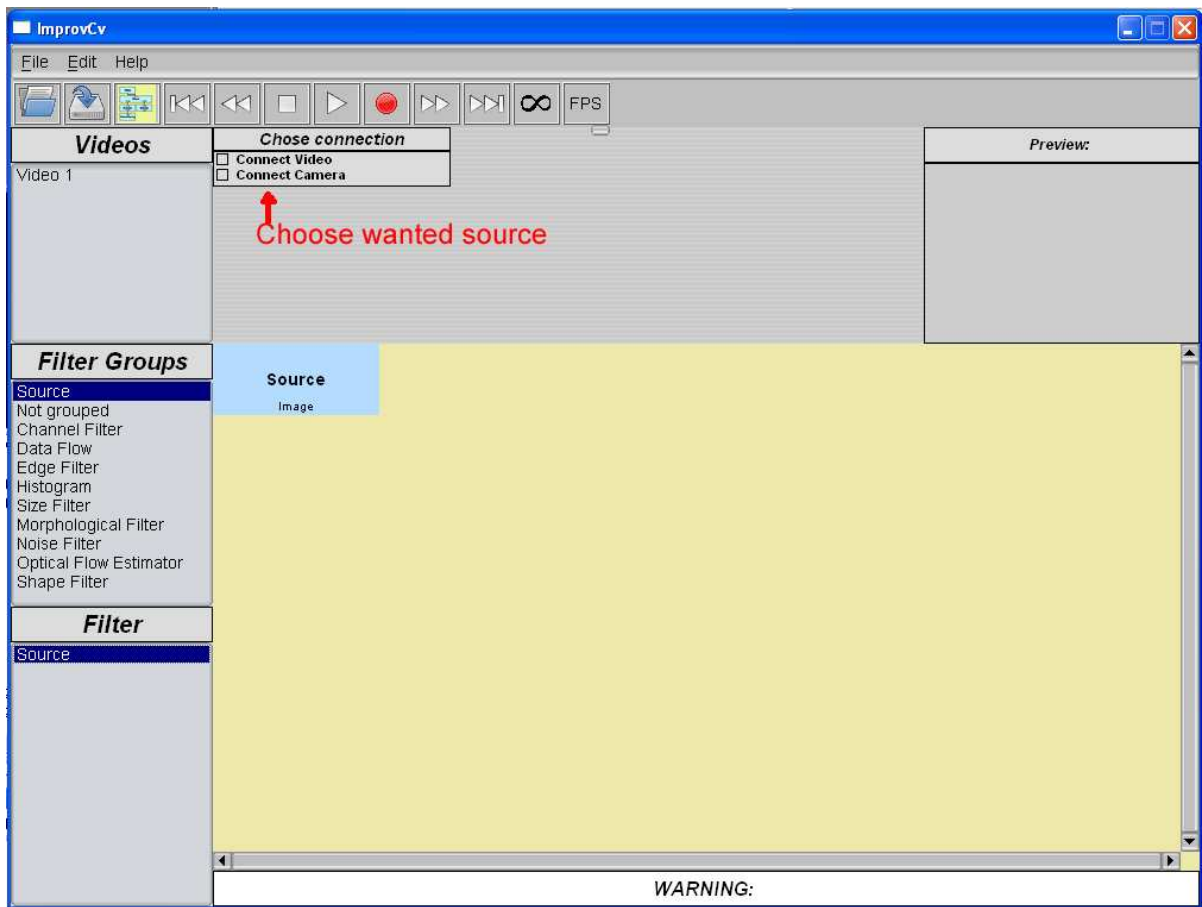 ImprovCv
File Edit Help
FPS
Videos
Video 1
Chose connection
Connect Video
Connect Camera
Choose wanted source
Preview:
Filter Groups
Source
Not grouped
Channel Filter
Data Flow
Edge Filter
Histogram
Size Filter
Morphological Filter
Noise Filter
Optical Flow Estimator
Shape Filter
Filter
Source
Source
Image
WARNING: